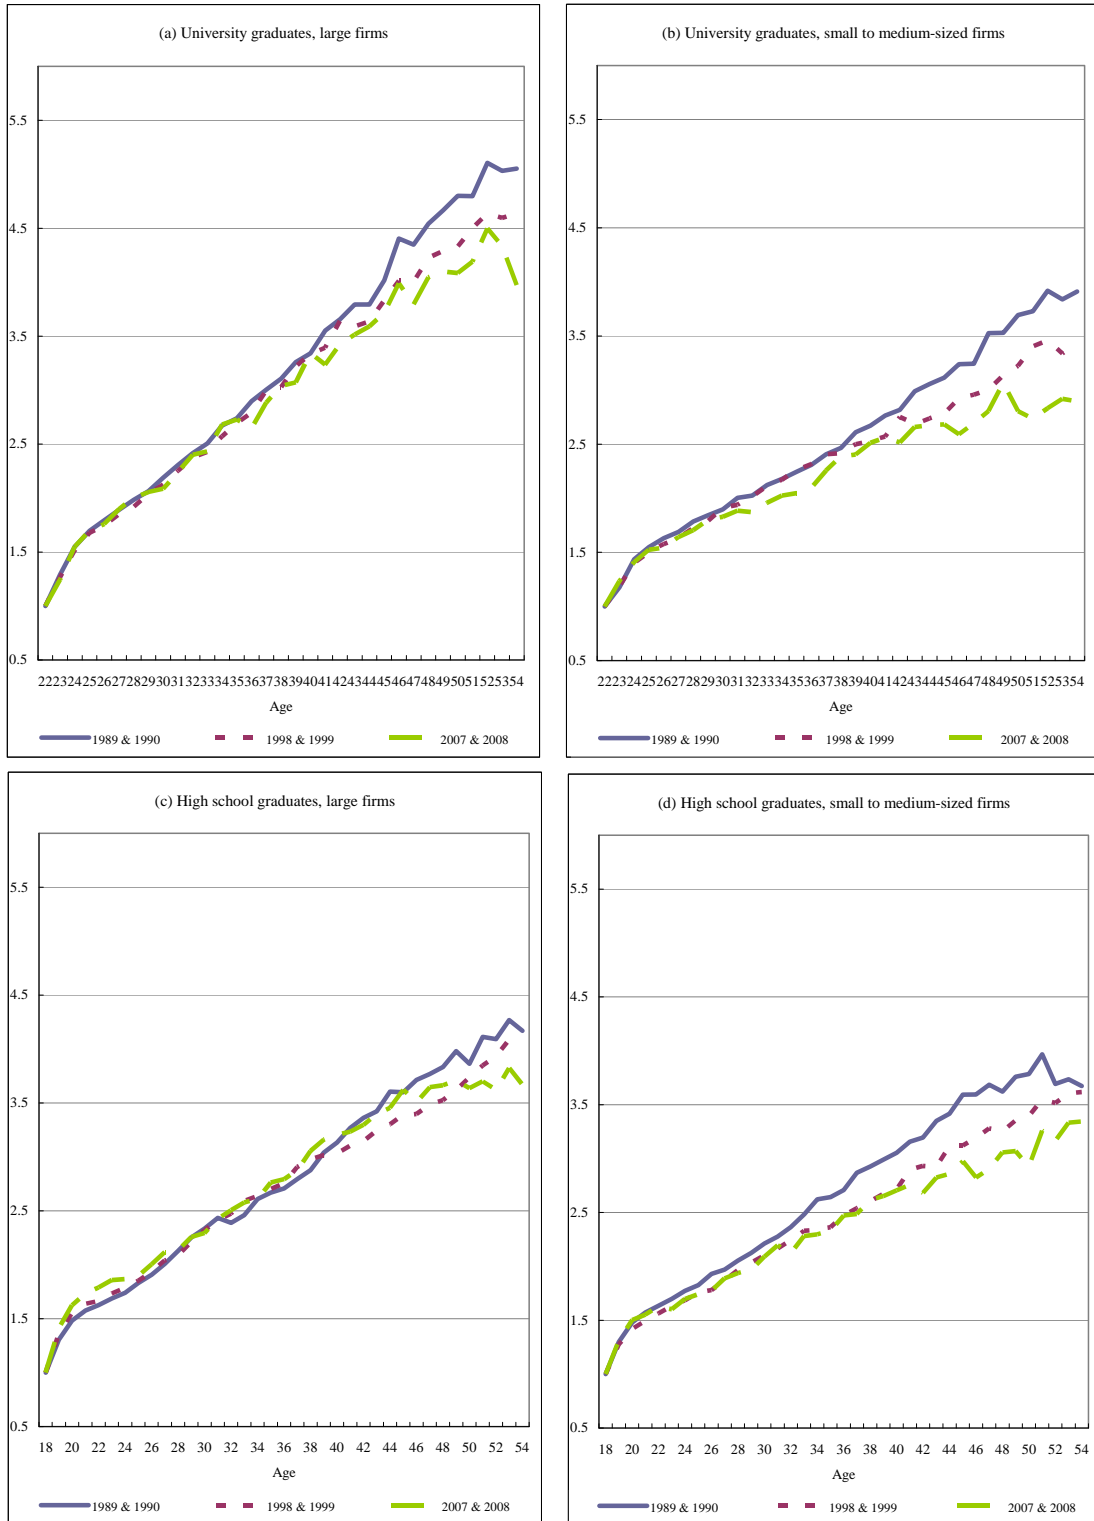 (a) University graduates, large firms
5.5
4.5
3.5
2.5
1.5
0.5
222324252627282930313233343536373839404142434445464748495051525354
Age
1989 & 1990 1998 & 1999 2007 & 2008
(b) University graduates, small to medium-sized firms
5.5
4.5
3.5
2.5
1.5
0.5
222324252627282930313233343536373839404142434445464748495051525354
Age
1989 & 1990 1998 & 1999 2007 & 2008
(c) High school graduates, large firms
5.5
4.5
3.5
2.5
1.5
0.5
18 20 22 24 26 28 30 32 34 36 38 40 42 44 46 48 50 52 54
Age
1989 & 1990 1998 & 1999 2007 & 2008
(d) High school graduates, small to medium-sized firms
5.5
4.5
3.5
2.5
1.5
0.5
18 20 22 24 26 28 30 32 34 36 38 40 42 44 46 48 50 52 54
Age
1989 & 1990 1998 & 1999 2007 & 2008